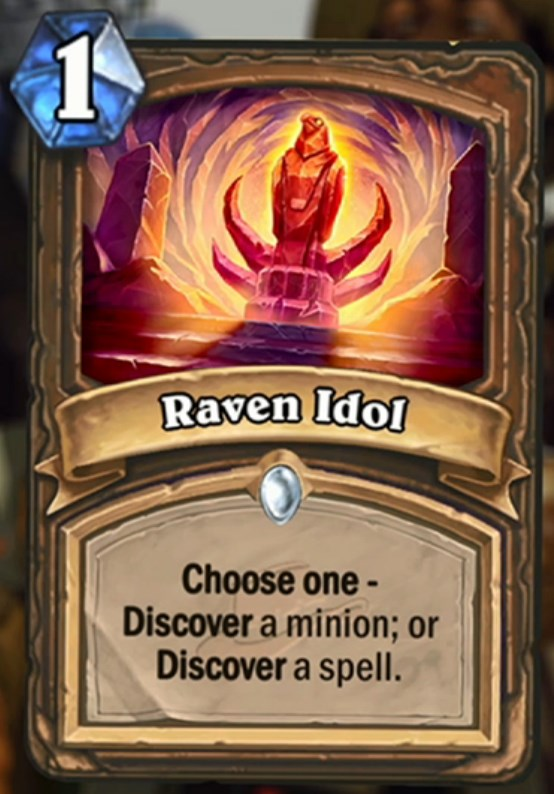 1
Raven Idol
Choose one -
Discover a minion; or
Discover a spell.